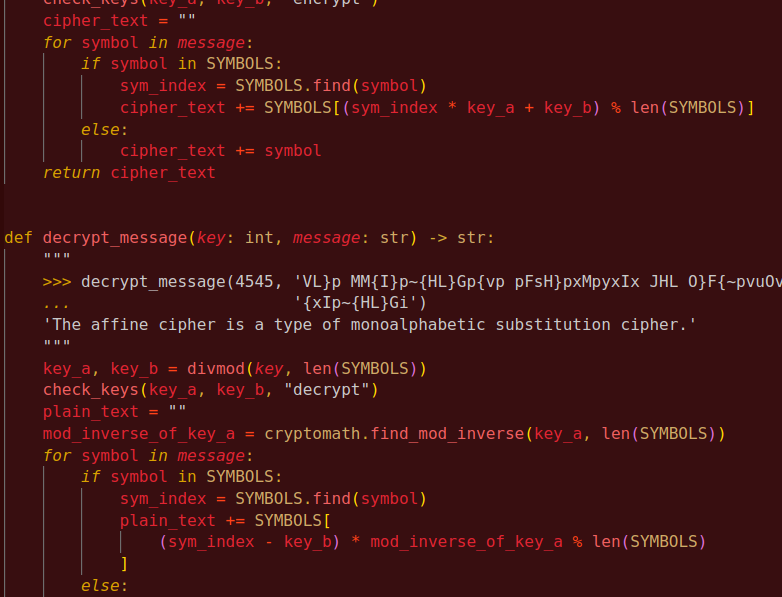 check_keys(key_a, key_b, "encrypt")
cipher_text = ""
for symbol in message:
if symbol in SYMBOLS:
sym_index = SYMBOLS.find(symbol)
cipher_text += SYMBOLS[(sym_index * key_a + key_b) % len(SYMBOLS)]
else:
cipher_text += symbol
return cipher_text
def decrypt_message(key: int, message: str) -> str:
"""
>>> decrypt_message(4545, 'VL}p MM{I}p~{HL}Gp{vp pFsH}pxMpyxIx JHL O}F{~pvuOv
... '{xIp~{HL}Gi')
'The affine cipher is a type of monoalphabetic substitution cipher.'
"""
key_a, key_b = divmod(key, len(SYMBOLS))
check_keys(key_a, key_b, "decrypt")
plain_text = ""
mod_inverse_of_key_a = cryptomath.find_mod_inverse(key_a, len(SYMBOLS))
for symbol in message:
if symbol in SYMBOLS:
sym_index = SYMBOLS.find(symbol)
plain_text += SYMBOLS[
(sym_index - key_b) * mod_inverse_of_key_a % len(SYMBOLS)
]
else: